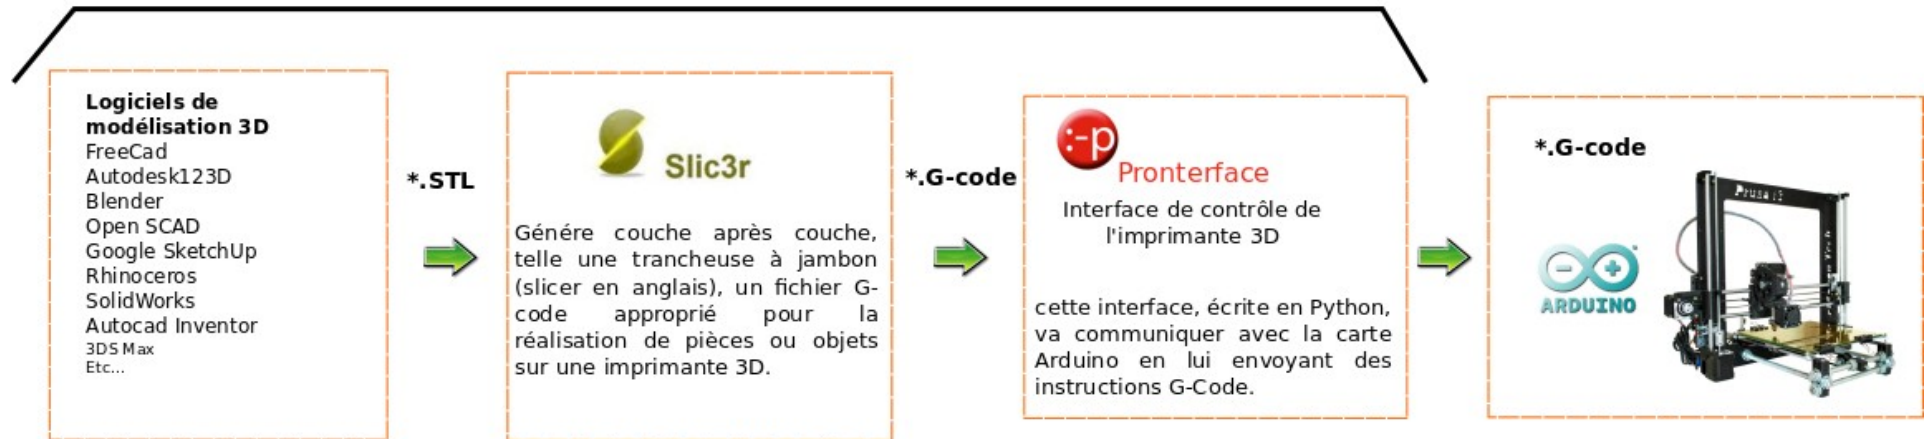 Logiciels de
modélisation 3D
FreeCad
Autodesk123D
Blender
Open SCAD
Google SketchUp
Rhinoceros
SolidWorks
Autocad Inventor
3DS Max
Etc...
*.STL
Slic3r
Génére couche après couche,
telle une trancheuse à jambon
(slicer en anglais), un fichier G-
code approprié pour la
réalisation de pièces ou objets
sur une imprimante 3D.
*.G-code
:-p
Pronterface
Interface de contrôle de
l'imprimante 3D
cette interface, écrite en Python,
va communiquer avec la carte
Arduino en lui envoyant des
instructions G-Code.
*.G-code
Prusa i3
ARDUINO